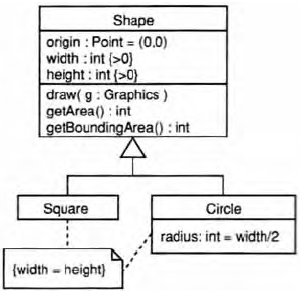 Shape
origin : Point = (0,0)
width : int {>0}
height : int {>0}
draw( g : Graphics )
getArea() : int
getBoundingArea() : int
Square
Circle
radius: int = width/2
{width = height}